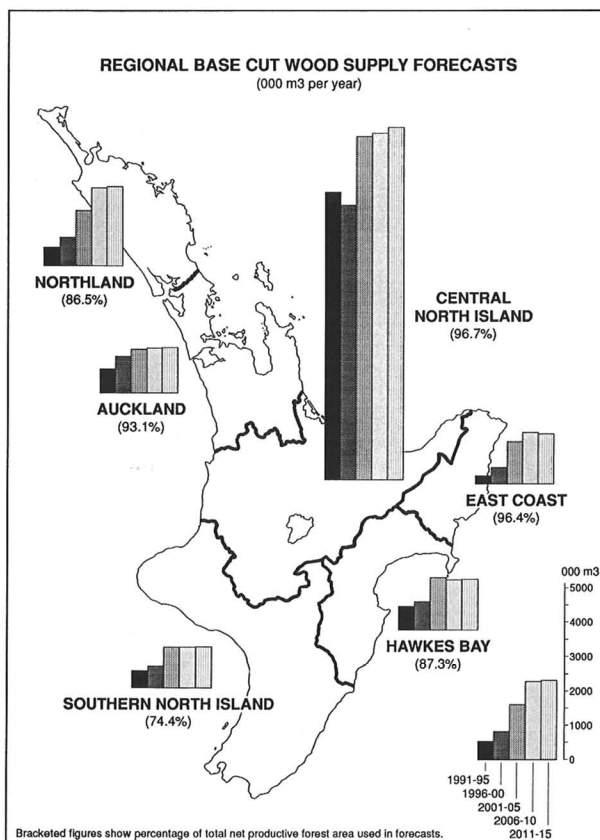 REGIONAL BASE CUT WOOD SUPPLY FORECASTS
(000 m3 per year)
NORTHLAND
(86.5%)
CENTRAL
NORTH ISLAND
(96.7%)
AUCKLAND
(93.1%)
EAST COAST
(96.4%)
HAWKES BAY
(87.3%)
SOUTHERN NORTH ISLAND
(74.4%)
000 m3
5000
4000
3000
2000
1000
0
1991-95
1996-00
2001-05
2006-10
2011-15
Bracketed figures show percentage of total net productive forest area used in forecasts.